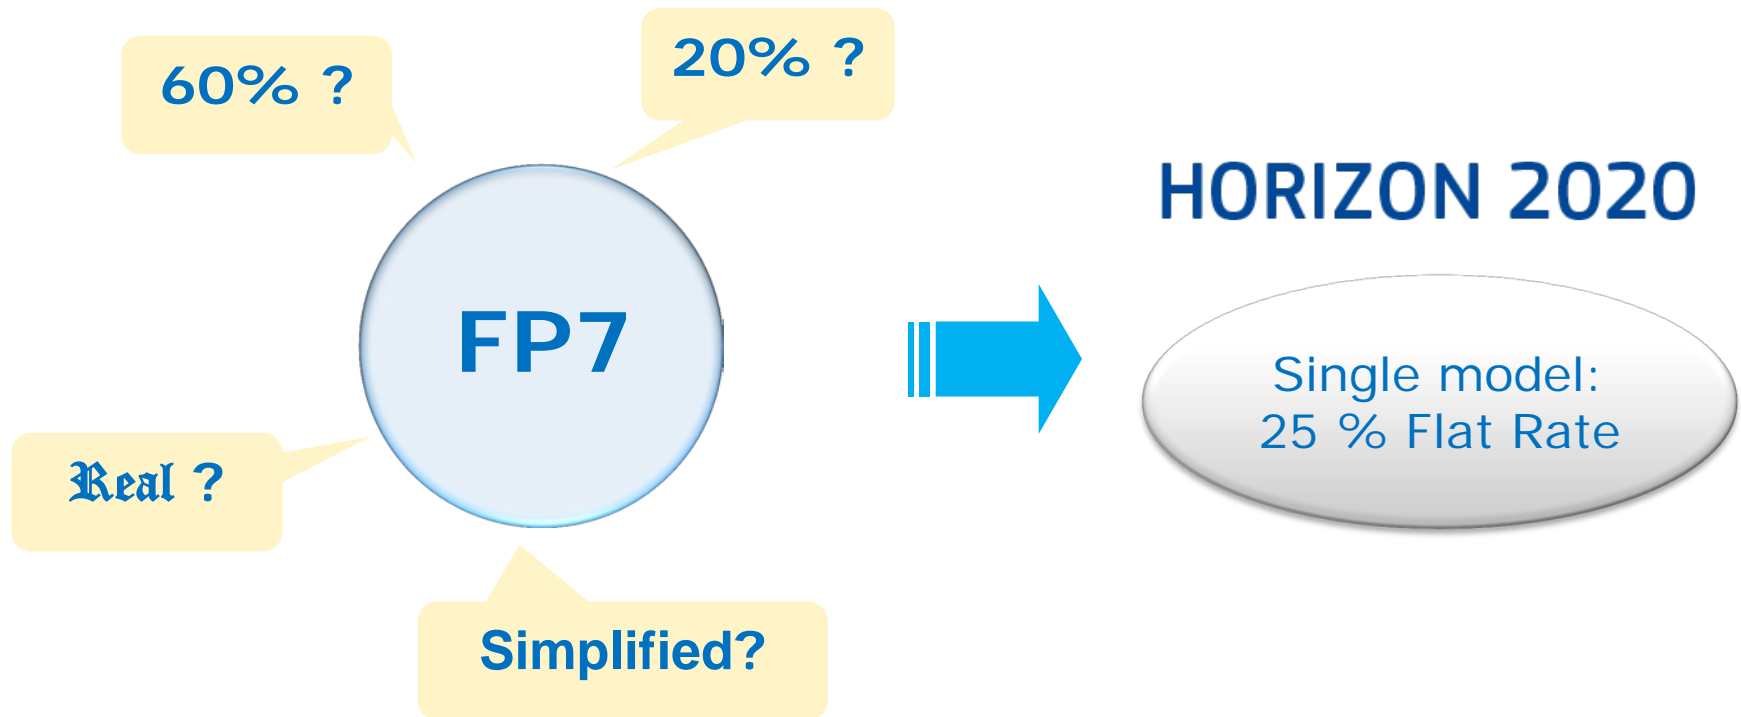 60% ?
20% ?
FP7
Real ?
Simplified?
HORIZON 2020
Single model:
25 % Flat Rate